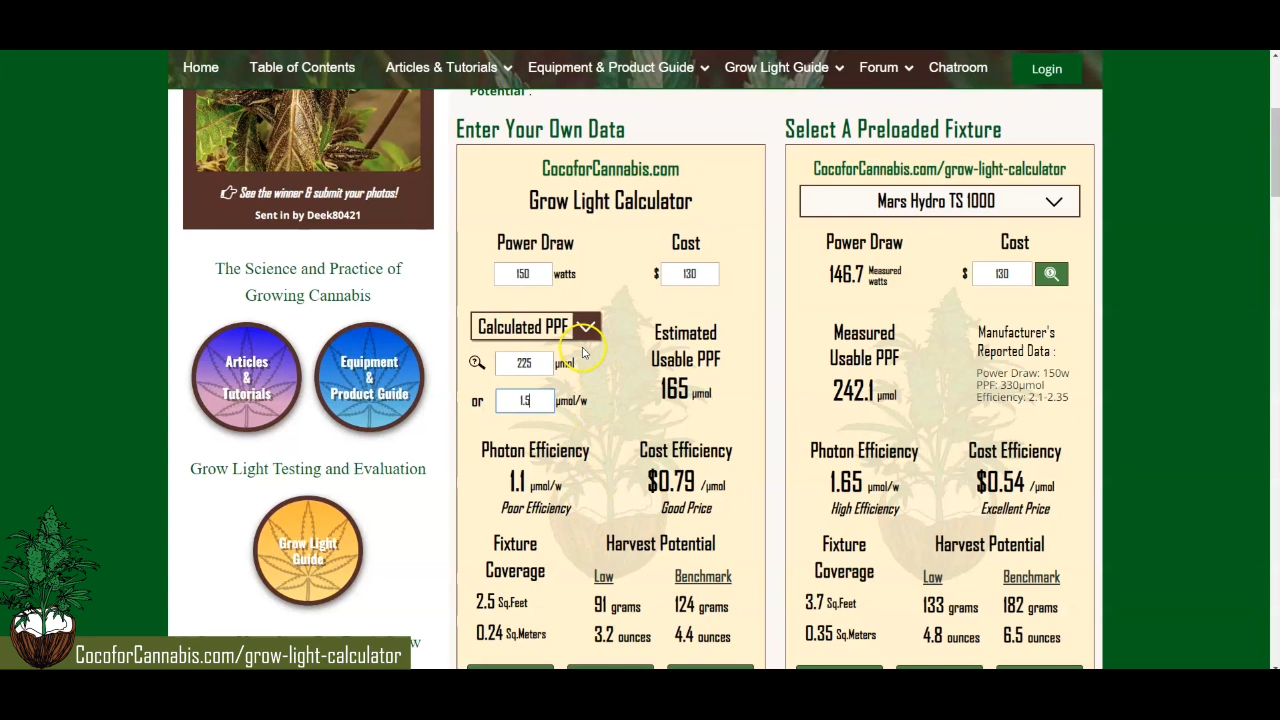 Home
Table of Contents
Articles & Tutorials
Equipment & Product Guide
Grow Light Guide
Forum
Chatroom
Login
See the winner & submit your photos!
Sent in by Deek80421
The Science and Practice of
Growing Cannabis
Articles
&
Tutorials
Equipment
&
Product Guide
Grow Light Testing and Evaluation
Grow Light
Guide
Potential .
Enter Your Own Data
CocoforCannabis.com
Grow Light Calculator
Power Draw
Cost
150 watts
$ 130
Calculated PPF
225 μmol
or 1.5 μmol/w
Estimated
Usable PPF
165 μmol
Photon Efficiency
Cost Efficiency
1.1 μmol/w
$0.79 /μmol
Poor Efficiency
Good Price
Fixture
Coverage
Harvest Potential
Low
Benchmark
2.5 Sq.Feet
91 grams
124 grams
0.24 Sq.Meters
3.2 ounces
4.4 ounces
Select A Preloaded Fixture
CocoforCannabis.com/grow-light-calculator
Mars Hydro TS 1000
Power Draw
Cost
146.7 Measured
watts
$ 130
Measured
Usable PPF
242.1 μmol
Manufacturer's
Reported Data :
Power Draw: 150w
PPF: 330μmol
Efficiency: 2.1-2.35
Photon Efficiency
Cost Efficiency
1.65 μmol/w
$0.54 /μmol
High Efficiency
Excellent Price
Fixture
Coverage
Harvest Potential
Low
Benchmark
3.7 Sq.Feet
133 grams
182 grams
0.35 Sq.Meters
4.8 ounces
6.5 ounces
CocoforCannabis.com/grow-light-calculator